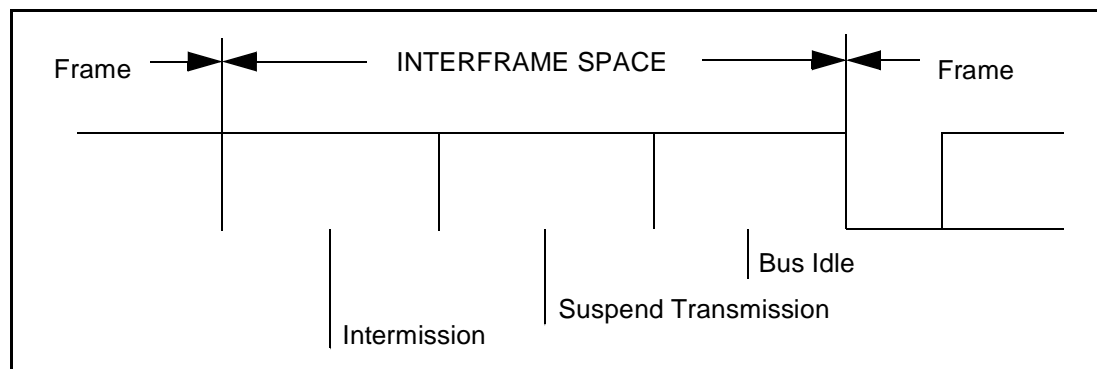 Frame
INTERFRAME SPACE
Frame
Bus Idle
Suspend Transmission
Intermission